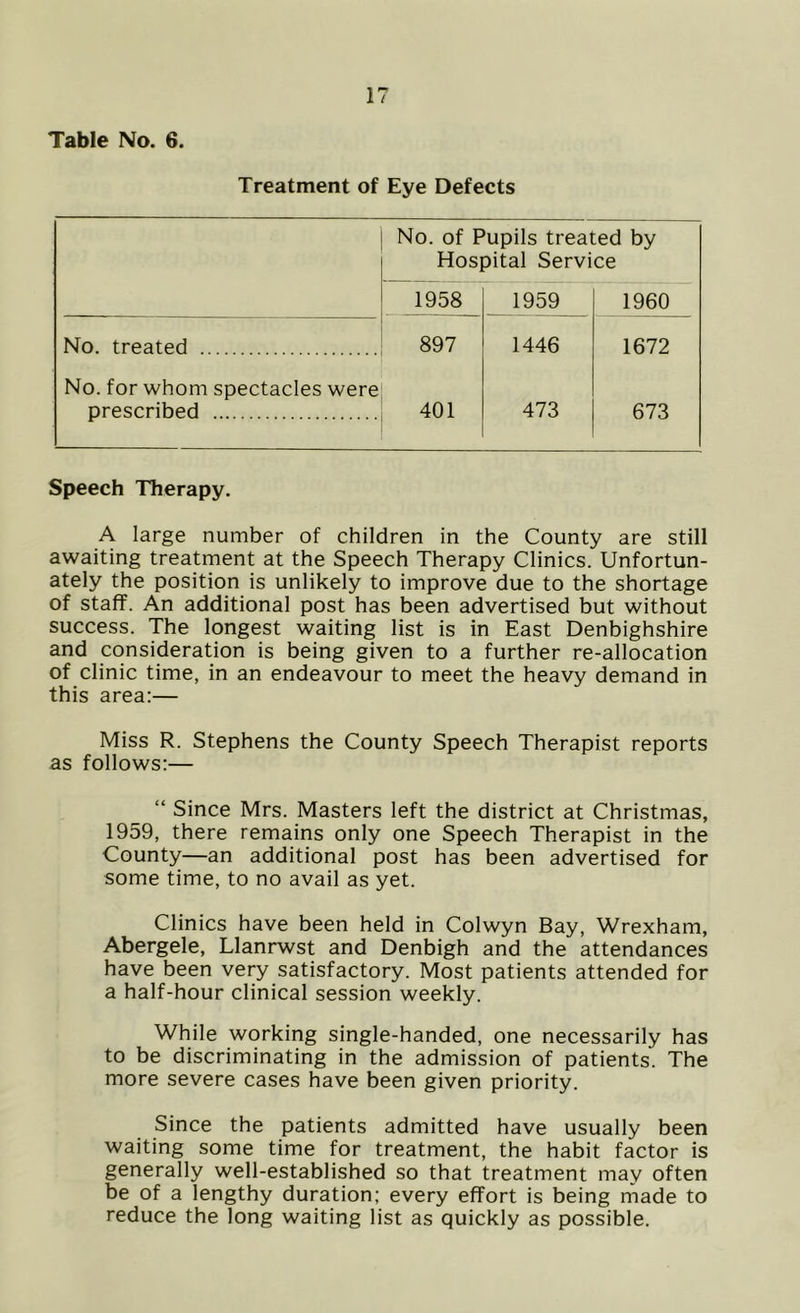 17
Table No. 6.
Treatment of Eye Defects
No. of Pupils treated by
Hospital Service
1958 1959 1960
No. treated ........................ 897 1446 1672
No. for whom spectacles were
prescribed ...................... 401 473 673
Speech Therapy.
A large number of children in the County are still
awaiting treatment at the Speech Therapy Clinics. Unfortun-
ately the position is unlikely to improve due to the shortage
of staff. An additional post has been advertised but without
success. The longest waiting list is in East Denbighshire
and consideration is being given to a further re-allocation
of clinic time, in an endeavour to meet the heavy demand in
this area:—
Miss R. Stephens the County Speech Therapist reports
as follows:—
“ Since Mrs. Masters left the district at Christmas,
1959, there remains only one Speech Therapist in the
County—an additional post has been advertised for
some time, to no avail as yet.
Clinics have been held in Colwyn Bay, Wrexham,
Abergele, Llanrwst and Denbigh and the attendances
have been very satisfactory. Most patients attended for
a half-hour clinical session weekly.
While working single-handed, one necessarily has
to be discriminating in the admission of patients. The
more severe cases have been given priority.
Since the patients admitted have usually been
waiting some time for treatment, the habit factor is
generally well-established so that treatment may often
be of a lengthy duration; every effort is being made to
reduce the long waiting list as quickly as possible.